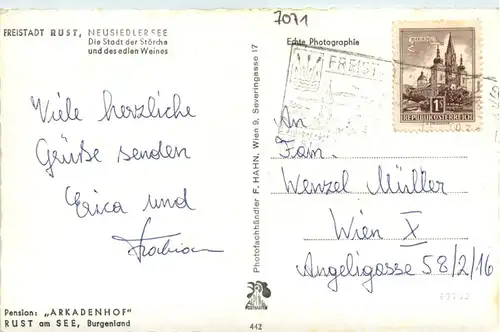 7071
FREISTADT RUST, NEUSIEDLERSEE
Die Stadt der Störche
und des edlen Weines
Echte Photographie
FREIST
MARIAZELL
1S
REPUBLIK ÖSTERREICH
Viele herzliche
Grüße senden
Erica und
An
Fam.
Wenzel Müller
Wien X
Angeligasse 58/2/16
Photofachhändler F. HAHN, Wien 9, Severingasse 17
Pension: „ARKADENHOF"
RUST am SEE, Burgenland
442